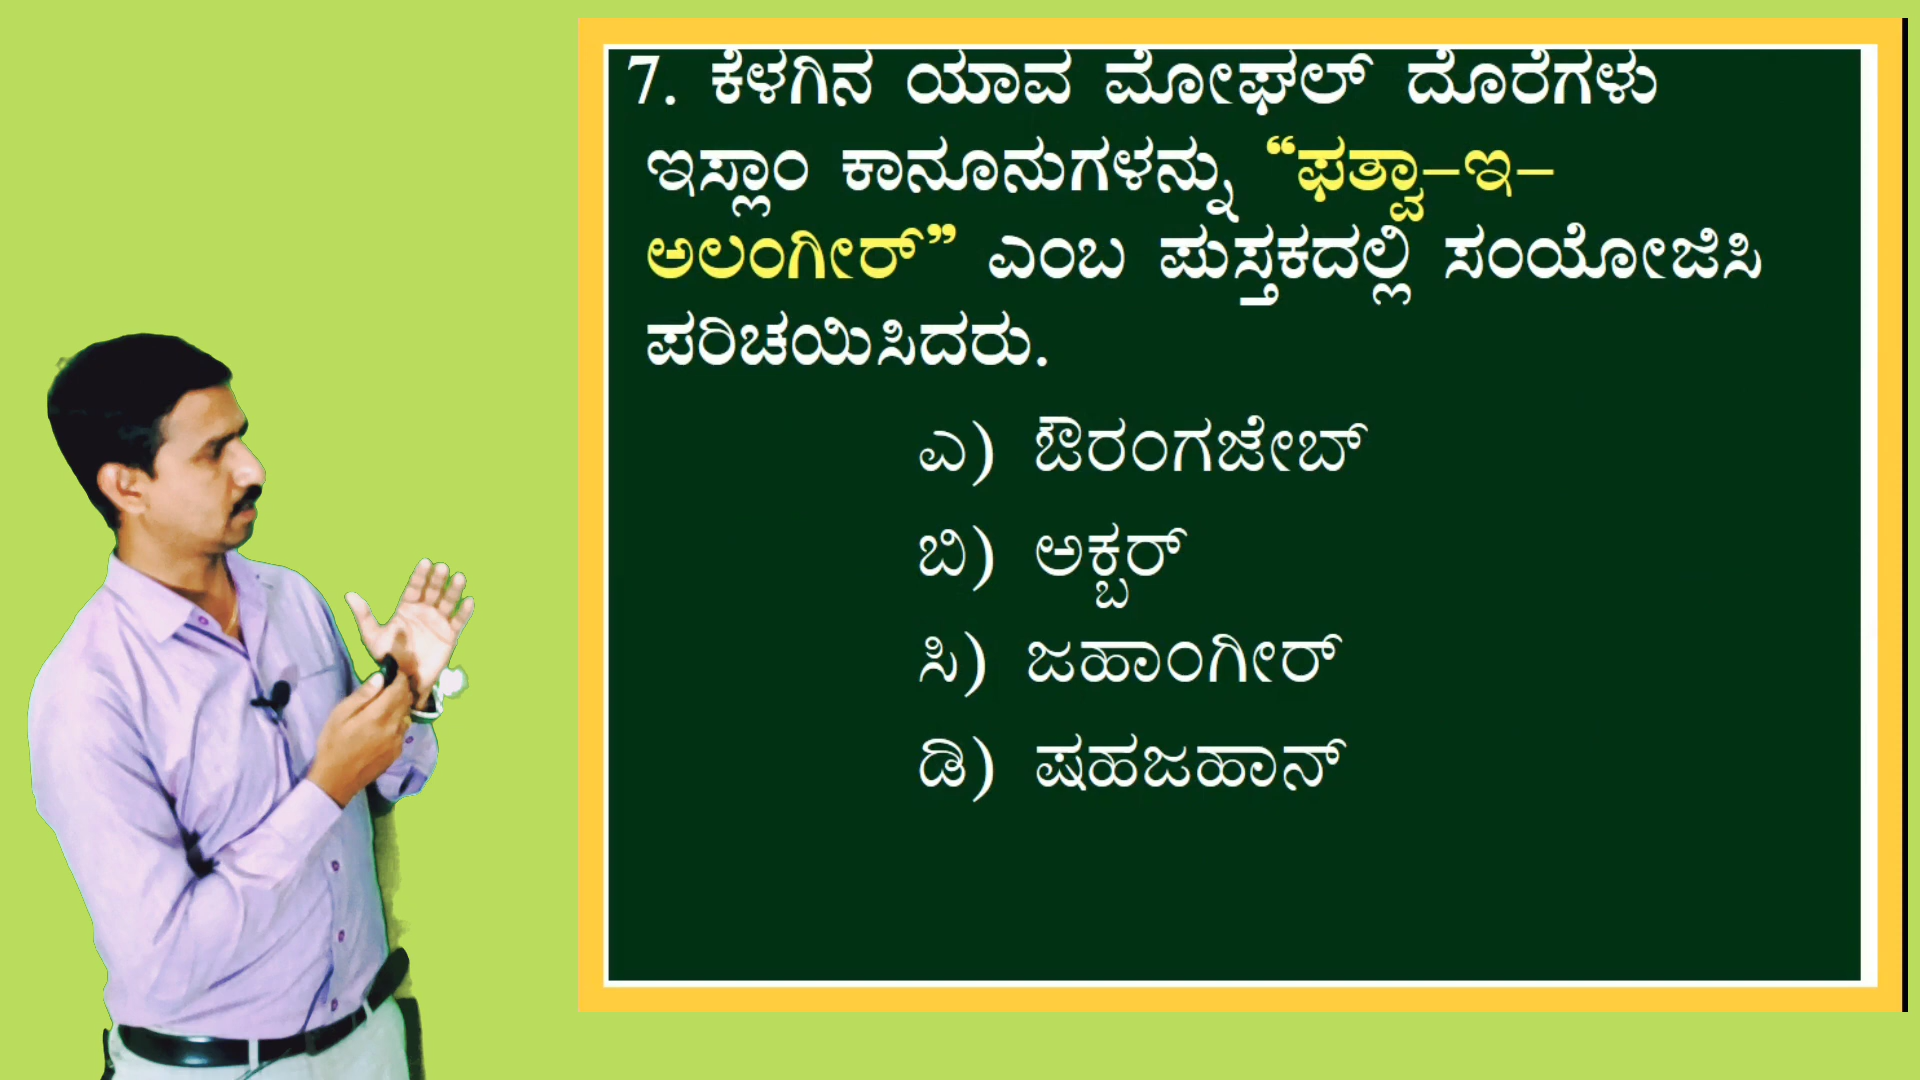 7. ಕೆಳಗಿನ ಯಾವ ಮೋಘಲ್ ದೊರೆಗಳು
ಇಸ್ಲಾಂ ಕಾನೂನುಗಳನ್ನು “ಫತ್ವಾ–ಇ–
ಅಲಂಗೀರ್” ಎಂಬ ಪುಸ್ತಕದಲ್ಲಿ ಸಂಯೋಜಿಸಿ
ಪರಿಚಯಿಸಿದರು.
ಎ) ಔರಂಗಜೇಬ್
ಬಿ) ಅಕ್ಬರ್
ಸಿ) ಜಹಾಂಗೀರ್
ಡಿ) ಷಹಜಹಾನ್